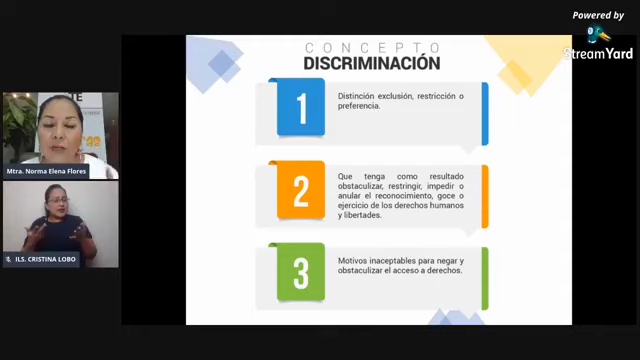 Powered by
StreamYard
CONCEPTO
DISCRIMINACIÓN
1
Distinción exclusión, restricción o
preferencia.
2
Que tenga como resultado
obstaculizar, restringir, impedir o
anular el reconocimiento, goce o
ejercicio de los derechos humanos
y libertades.
3
Motivos inaceptables para negar y
obstaculizar el acceso a derechos.
Mtra. Norma Elena Flores
ILS. CRISTINA LOBO